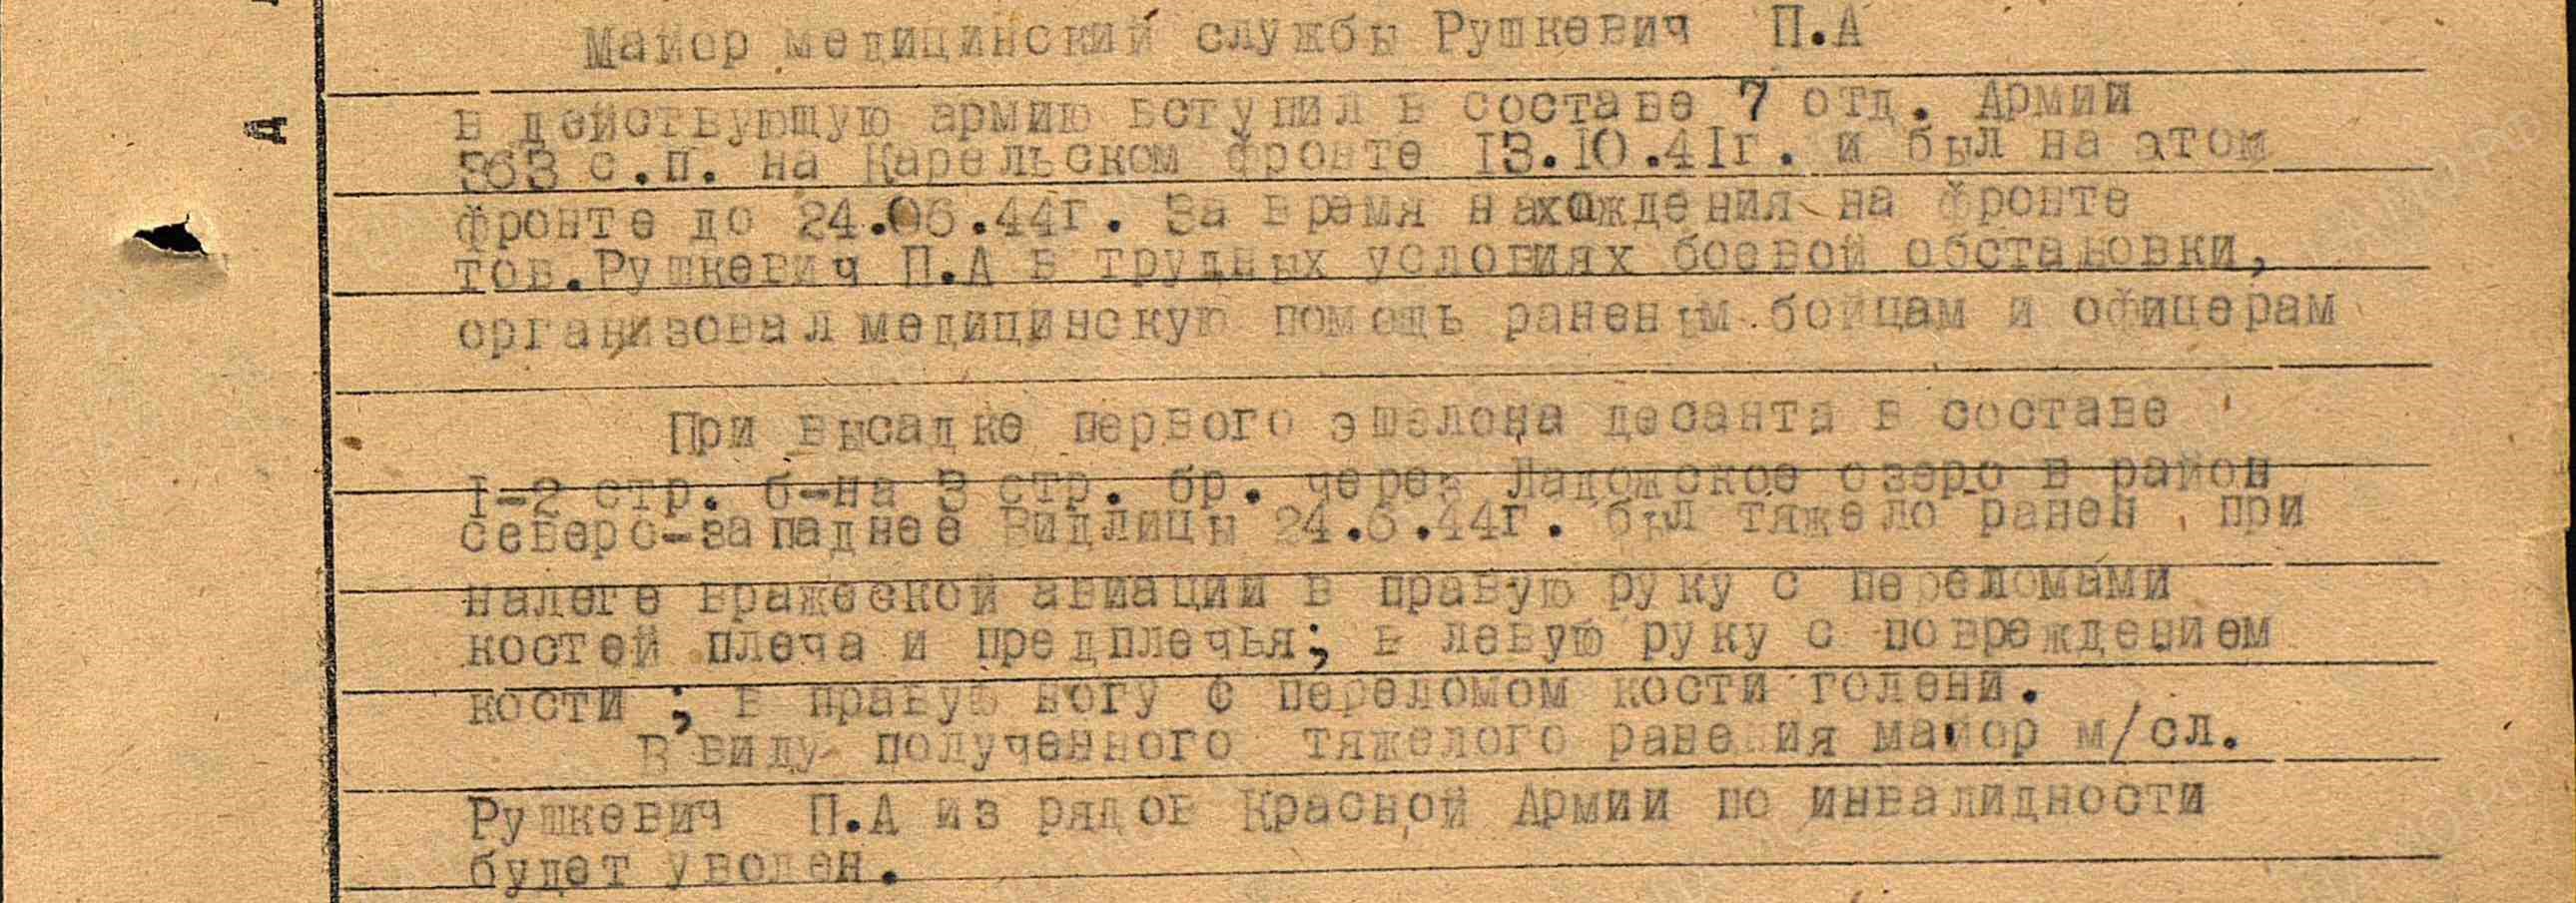 Майор медицинский службы Рушкевич П.А
в действующую армию вступил в составе 7 отд. Армии
363 с.п. на Карельском фронте 13.10.41г. и был на этом
фронте до 24.06.44г. За время нахождения на фронте
тов.Рушкевич П.А в трудных условиях боевой обстановки,
А
организовал медицинскую помощь раненым бойцам и офицерам
При высадке первого эшелона десанта в составе
I-2 стр. б-на 3 стр. бр. через Ладожское озеро в район
северо-западнее Видлицы 24.6.44г. был тяжело ранен при
налете вражеской авиации в правую руку с переломами
костей плеча и предплечья; в левую руку с повреждением
кости ; в правую ногу с переломом кости голени.
В виду полученного тяжелого ранения майор м/сл.
Рушкевич П.А из рядов Красной Армии по инвалидности
будет уволен.